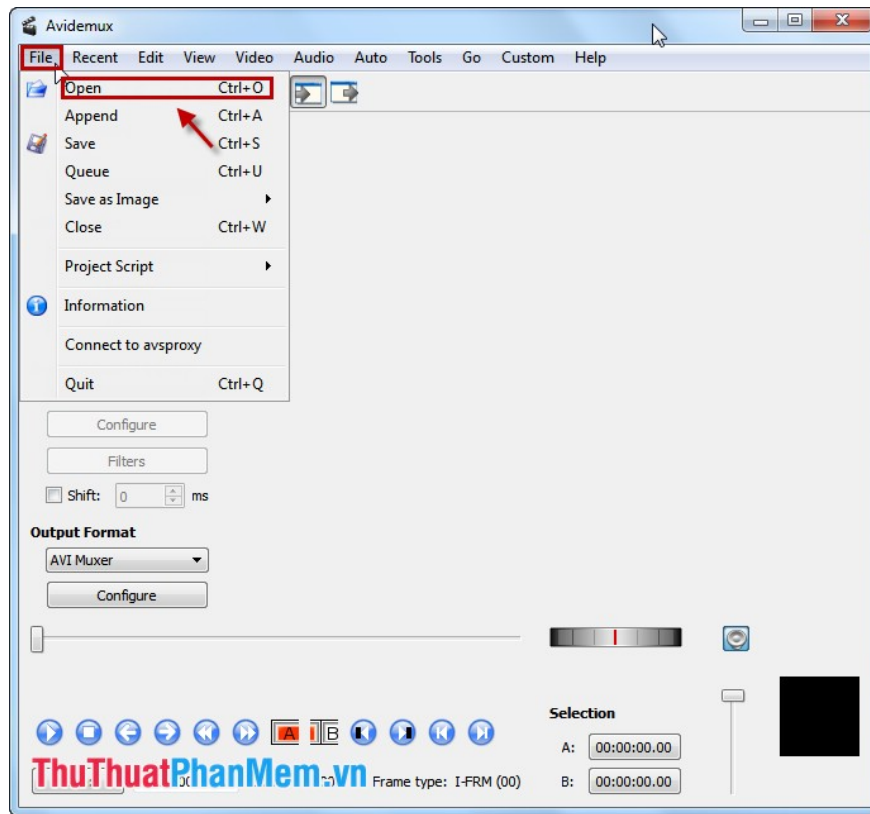 Avidemux
File Recent Edit View Video Audio Auto Tools Go Custom Help
Open Ctrl+O
Append Ctrl+A
Save Ctrl+S
Queue Ctrl+U
Save as Image
Close Ctrl+W
Project Script
Information
Connect to avsproxy
Quit Ctrl+Q
Configure
Filters
Shift: 0 ms
Output Format
AVI Muxer
Configure
A B
Selection
A: 00:00:00.00
ThuThuatPhanMem.vn
Frame type: I-FRM (00)
B: 00:00:00.00